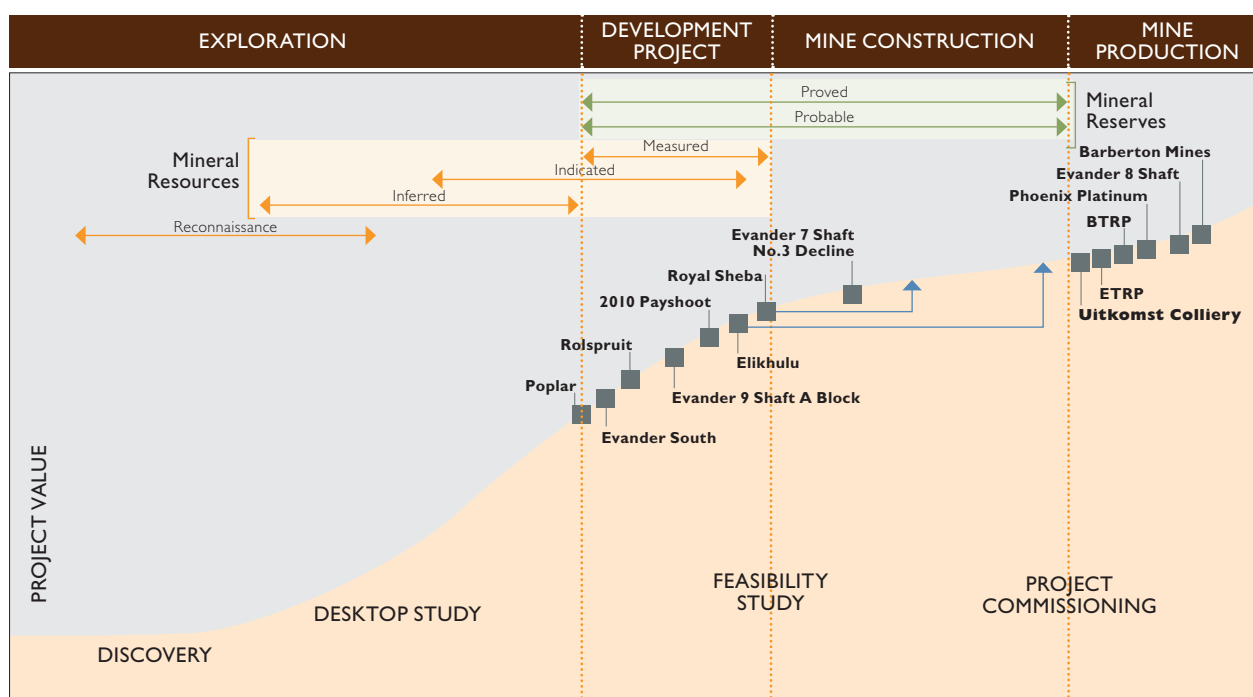 EXPLORATION
DEVELOPMENT
PROJECT
MINE CONSTRUCTION
MINE
PRODUCTION
Proved
Probable
Mineral
Reserves
Mineral
Resources
Measured
Indicated
Inferred
Reconnaissance
Barberton Mines
Evander 8 Shaft
Phoenix Platinum
BTRP
Evander 7 Shaft
No.3 Decline
Royal Sheba
2010 Payshoot
Rolspruit
Poplar
ETRP
Uitkomst Colliery
Elikhulu
Evander 9 Shaft A Block
Evander South
PROJECT VALUE
FEASIBILITY
STUDY
PROJECT
COMMISSIONING
DESKTOP STUDY
DISCOVERY